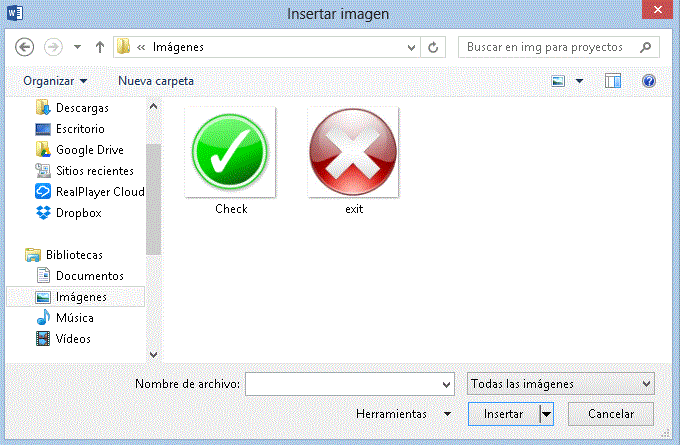 Insertar imagen
« Imágenes
Buscar en img para proyectos
Organizar
Nueva carpeta
Descargas
Escritorio
Google Drive
Sitios recientes
RealPlayer Cloud
Dropbox
Bibliotecas
Documentos
Imágenes
Música
Vídeos
Check
exit
Nombre de archivo:
Todas las imágenes
Herramientas
Insertar
Cancelar